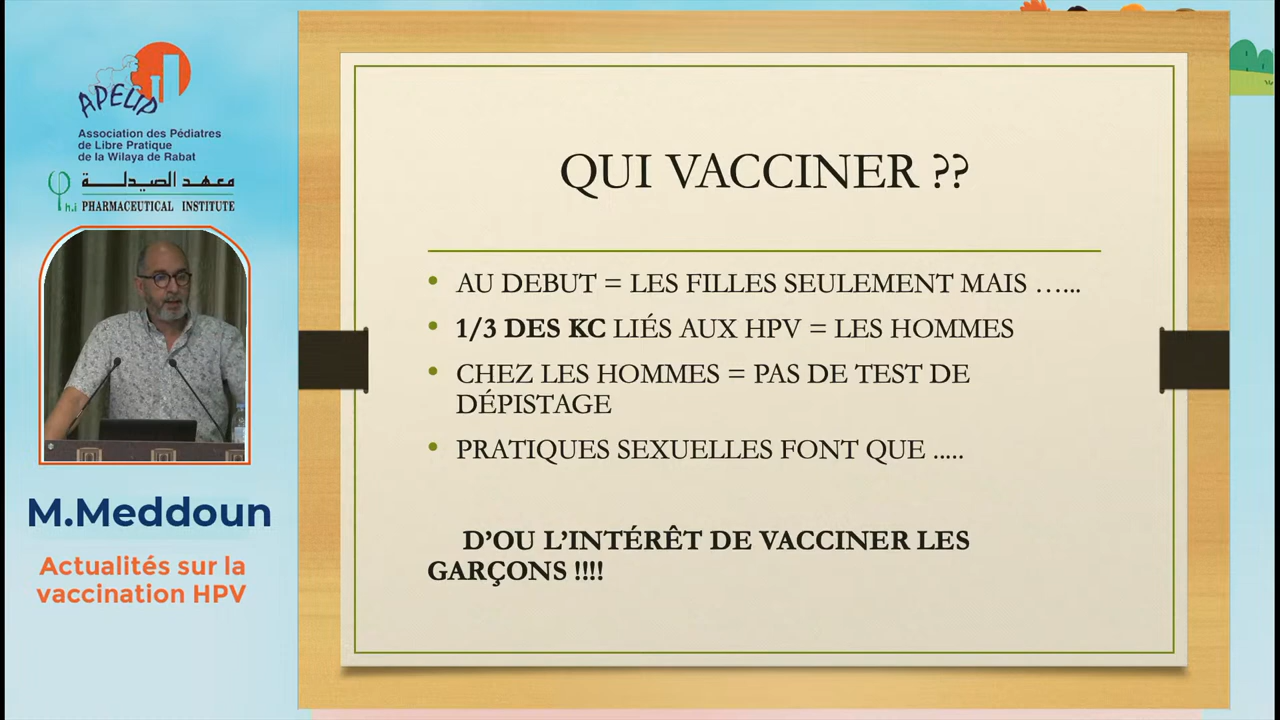 APELIP
Association des Pédiatres
de Libre Pratique
de la Wilaya de Rabat
معهد الصيدلة
ph.i PHARMACEUTICAL INSTITUTE
M.Meddoun
Actualités sur la
vaccination HPV
QUI VACCINER ??
• AU DEBUT = LES FILLES SEULEMENT MAIS …...
• 1/3 DES KC LIÉS AUX HPV = LES HOMMES
• CHEZ LES HOMMES = PAS DE TEST DE
DÉPISTAGE
• PRATIQUES SEXUELLES FONT QUE .....
D’OU L’INTÉRÊT DE VACCINER LES
GARÇONS !!!!